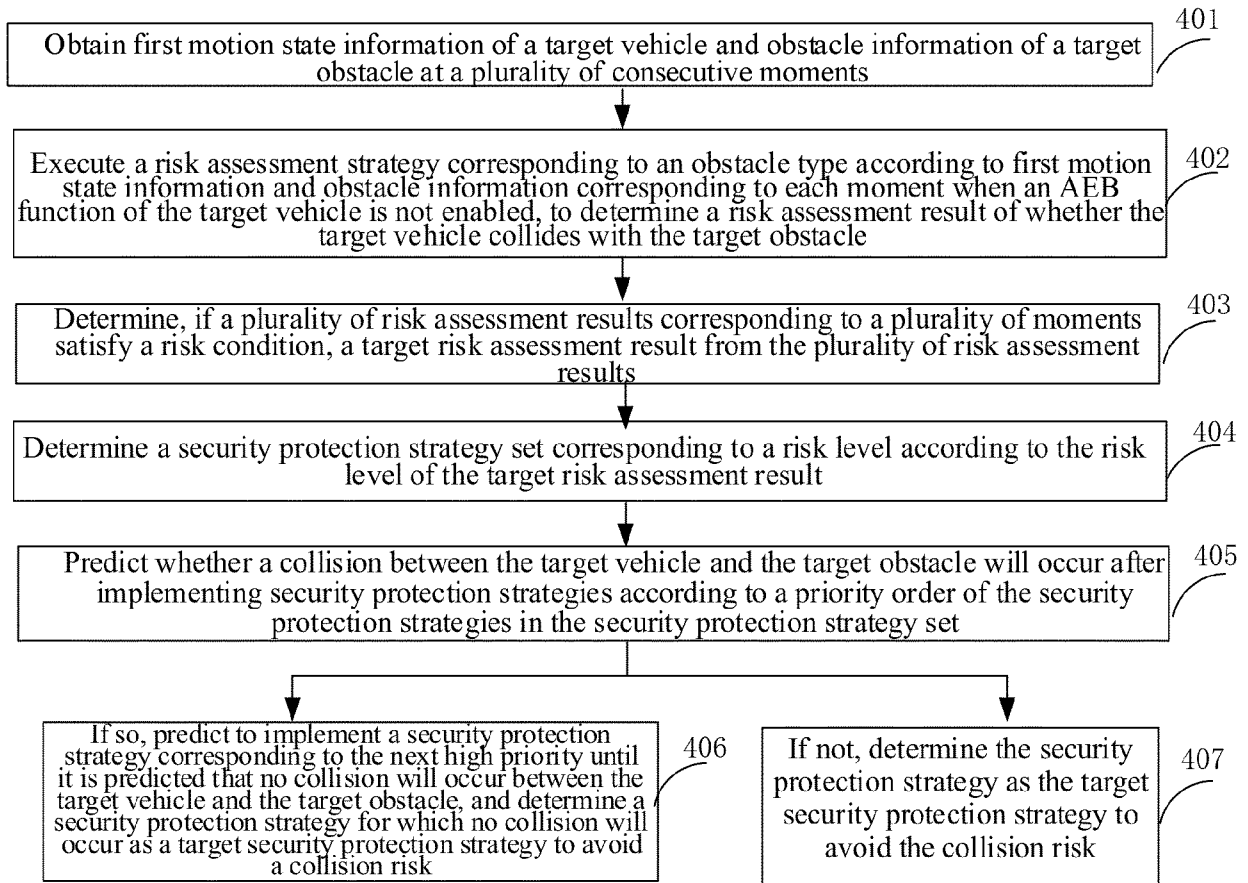 Obtain first motion state information of a target vehicle and obstacle information of a target
obstacle at a plurality of consecutive moments
401
Execute a risk assessment strategy corresponding to an obstacle type according to first motion
state information and obstacle information corresponding to each moment when an AEB
function of the target vehicle is not enabled, to determine a risk assessment result of whether the
target vehicle collides with the target obstacle
402
Determine, if a plurality of risk assessment results corresponding to a plurality of moments
satisfy a risk condition, a target risk assessment result from the plurality of risk assessment
results
403
Determine a security protection strategy set corresponding to a risk level according to the risk
level of the target risk assessment result
404
Predict whether a collision between the target vehicle and the target obstacle will occur after
implementing security protection strategies according to a priority order of the security
protection strategies in the security protection strategy set
405
If so, predict to implement a security protection
strategy corresponding to the next high priority until
it is predicted that no collision will occur between the
target vehicle and the target obstacle, and determine a
security protection strategy for which no collision will
occur as a target security protection strategy to avoid
a collision risk
406
If not, determine the security
protection strategy as the target
security protection strategy to
avoid the collision risk
407